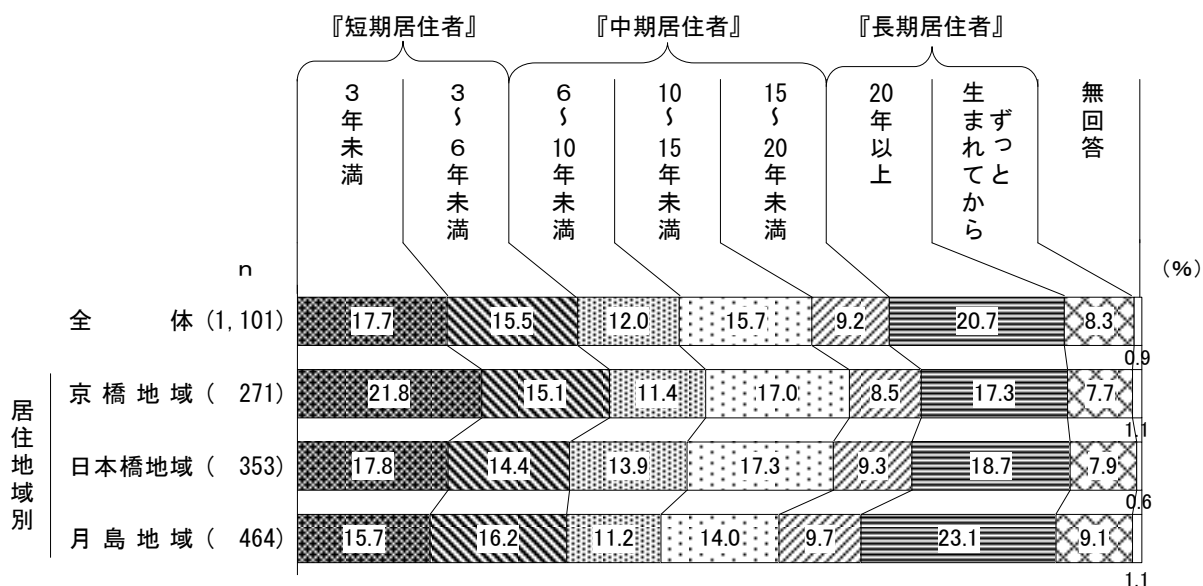 『短期居住者』 『中期居住者』 『長期居住者』
３年未満
３～６年未満
６～10年未満
10～15年未満
15～20年未満
20年以上
生まれてから
ずっと
無回答
ｎ
(％)
全体 (1,101) 17.7 15.5 12.0 15.7 9.2 20.7 8.3 0.9
居住地域別
京橋地域 ( 271) 21.8 15.1 11.4 17.0 8.5 17.3 7.7 1.1
日本橋地域 ( 353) 17.8 14.4 13.9 17.3 9.3 18.7 7.9 0.6
月島地域 ( 464) 15.7 16.2 11.2 14.0 9.7 23.1 9.1 1.1